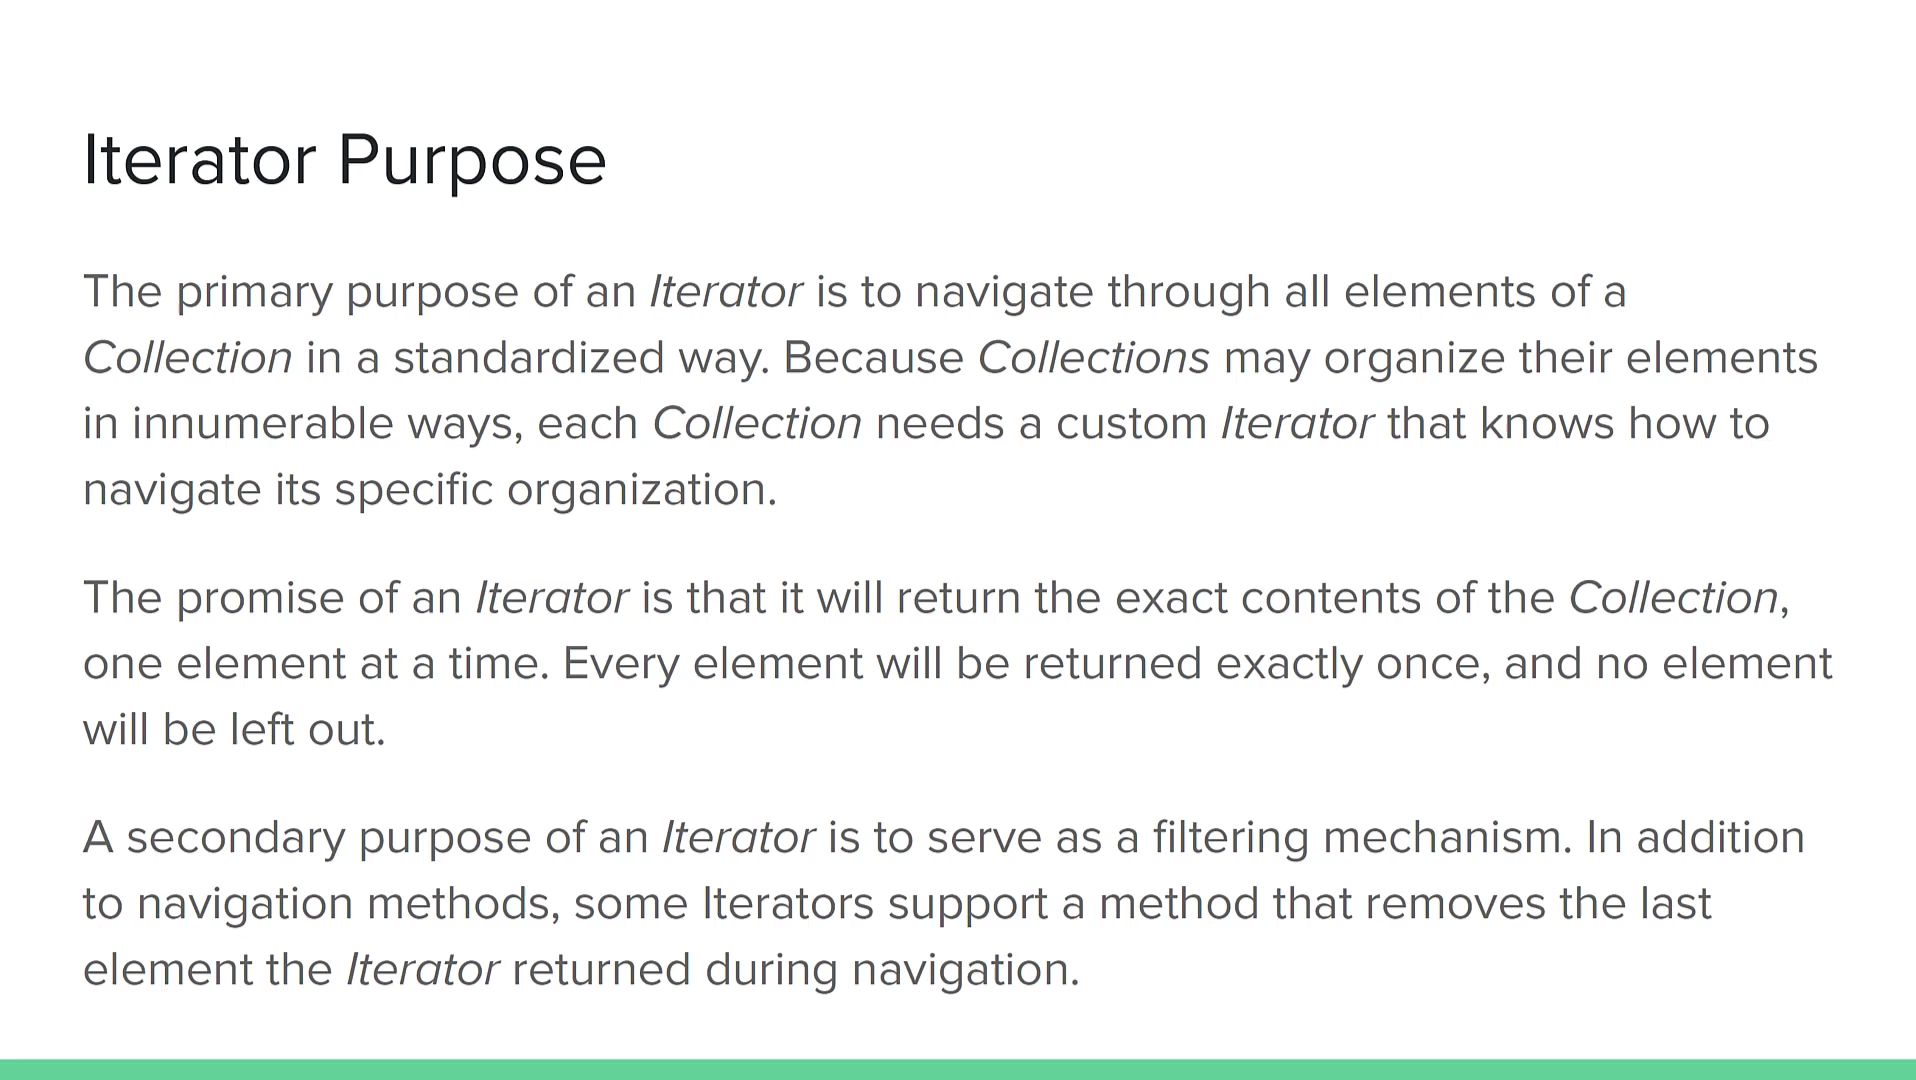 Iterator Purpose
The primary purpose of an Iterator is to navigate through all elements of a
Collection in a standardized way. Because Collections may organize their elements
in innumerable ways, each Collection needs a custom Iterator that knows how to
navigate its specific organization.
The promise of an Iterator is that it will return the exact contents of the Collection,
one element at a time. Every element will be returned exactly once, and no element
will be left out.
A secondary purpose of an Iterator is to serve as a filtering mechanism. In addition
to navigation methods, some Iterators support a method that removes the last
element the Iterator returned during navigation.